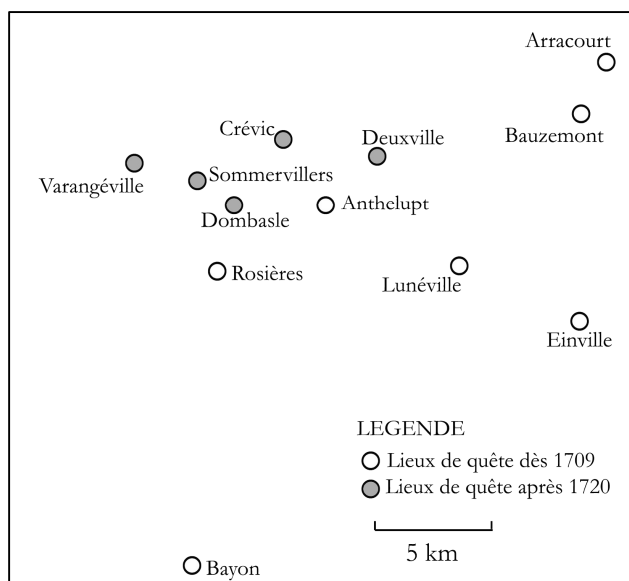 Arracourt
Bauzemont
Crévic
Deuxville
Sommervillers
Varangéville
Anthelupt
Dombasle
Rosières
Lunéville
Einville
LEGENDE
Lieux de quête dès 1709
Lieux de quête après 1720
5 km
Bayon